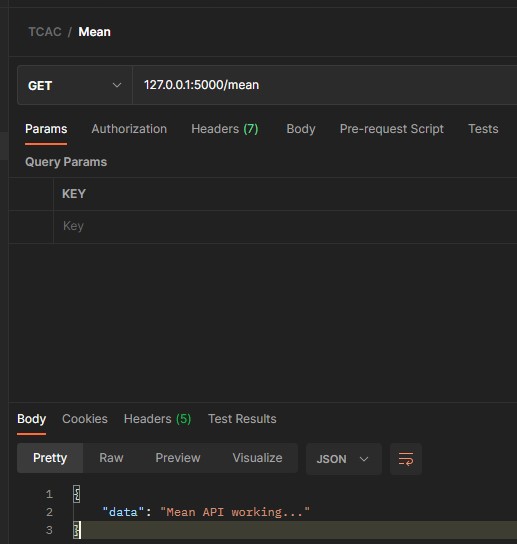 TCAC / Mean
GET 127.0.0.1:5000/mean
Params Authorization Headers (7) Body Pre-request Script Tests
Query Params
KEY
Key
Body Cookies Headers (5) Test Results
Pretty Raw Preview Visualize JSON
1 {
2 "data": "Mean API working..."
3 }